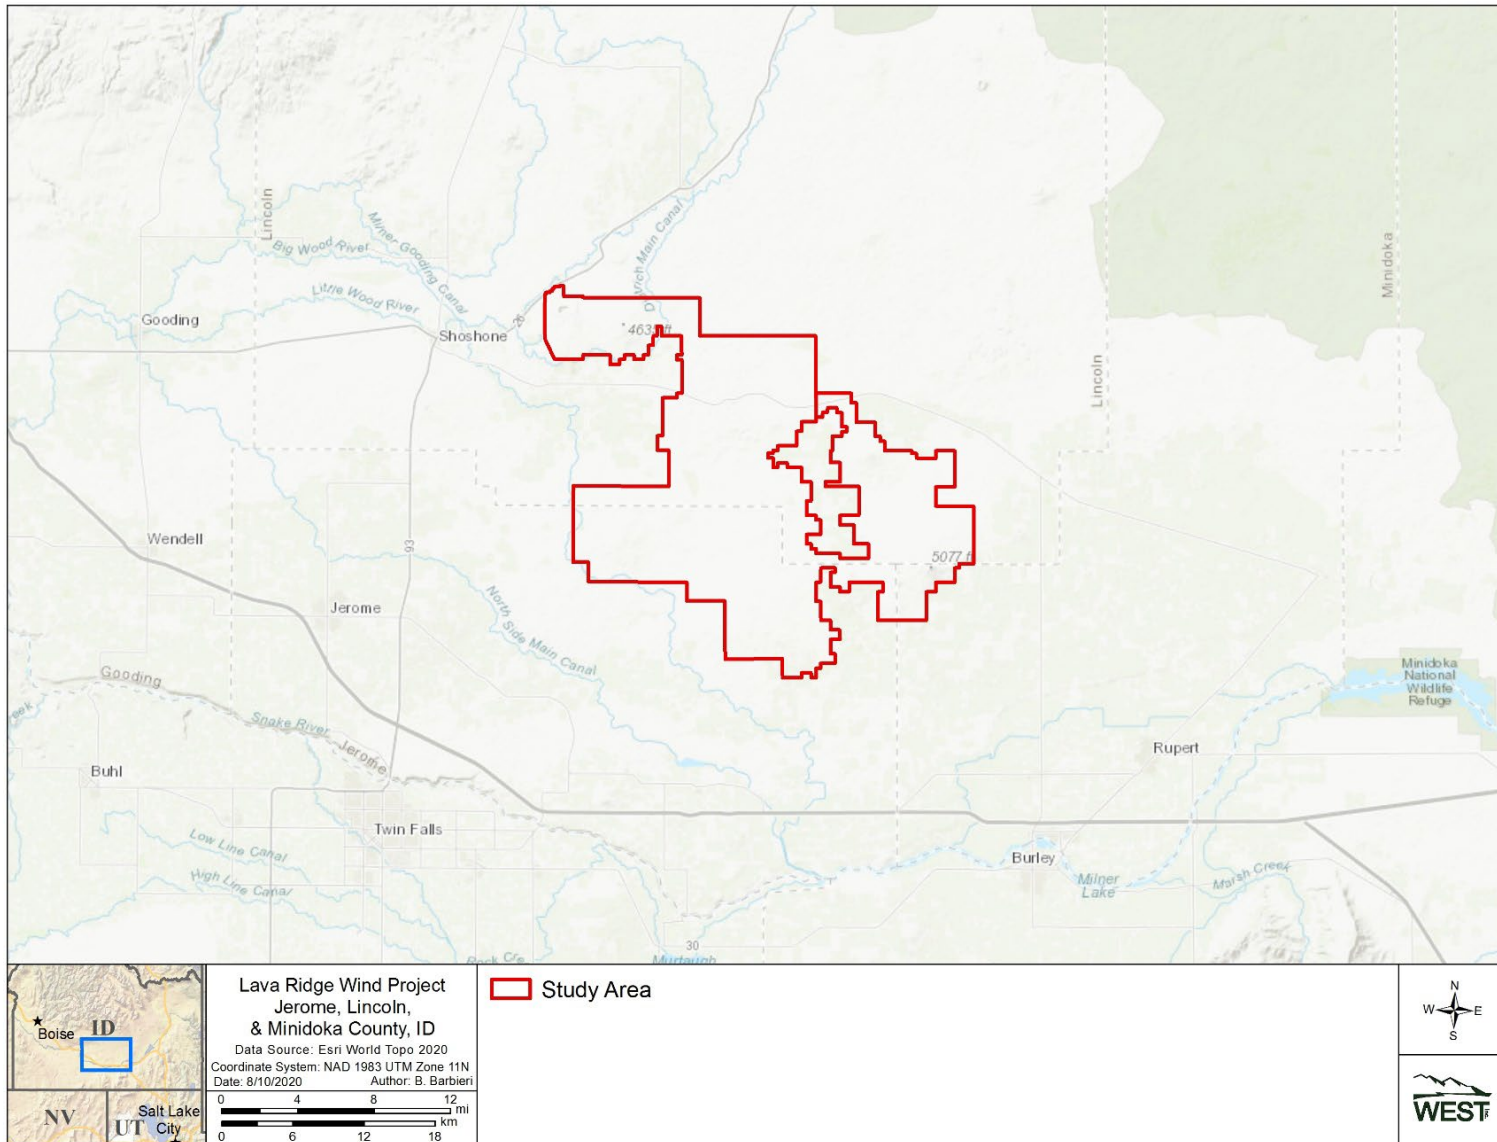 Lincoln
Big Wood River
Milner Gooding Canal
Little Wood River
Gooding
Shoshone
26
4635 ft
Lincoln
Minidoka
Wendell
93
5077 ft
Jerome
North Side Main Canal
Gooding
Minidoka
National
Wildlife
Refuge
Snake River
Jerome
Rupert
Buhl
Twin Falls
Low Line Canal
Burley
High Line Canal
Milner
Lake
Marsh Creek
30
Murtaugh
Boise
ID
NV
UT
Salt Lake
City
Lava Ridge Wind Project
Jerome, Lincoln,
& Minidoka County, ID
Data Source: Esri World Topo 2020
Coordinate System: NAD 1983 UTM Zone 11N
Date: 8/10/2020 Author: B. Barbieri
0 4 8 12
mi
km
0 6 12 18
Study Area
N
W E
S
WEST